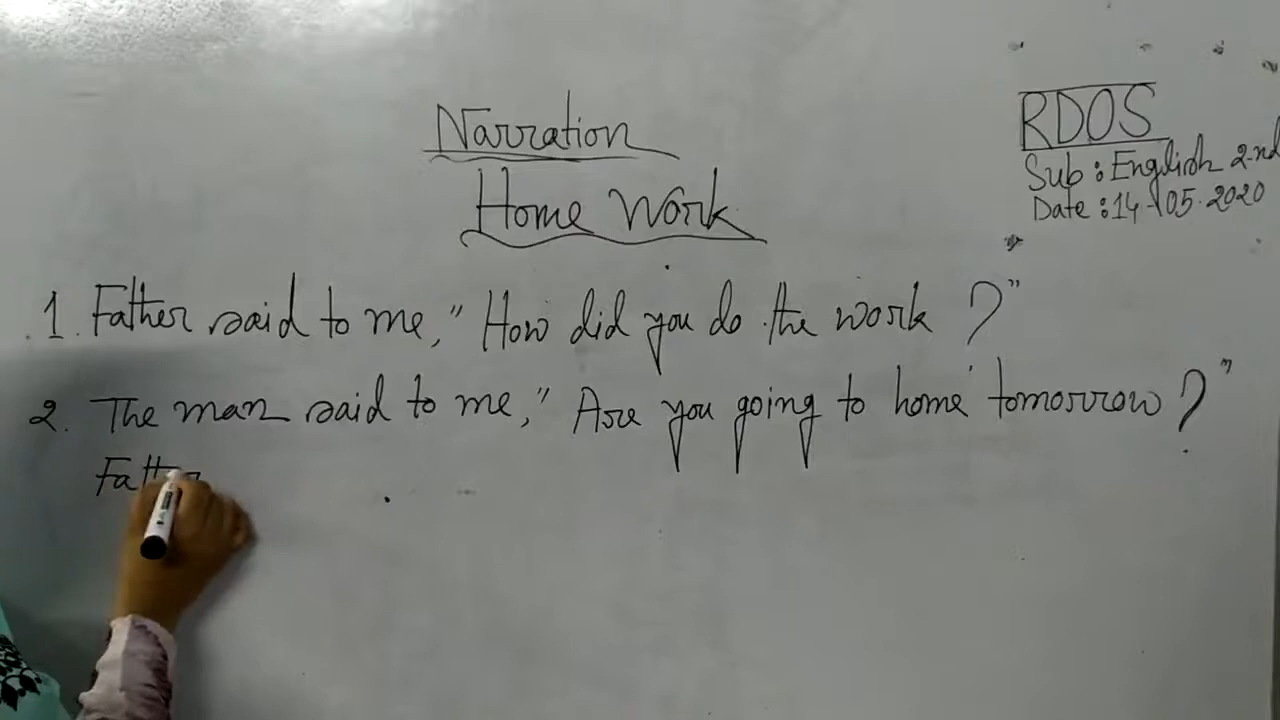 Narration
Home Work
RDOS
Sub : English 2nd
Date : 14.05.2020
1. Father said to me, "How did you do the work ?"
2. The man said to me, "Are you going to home tomorrow ?"